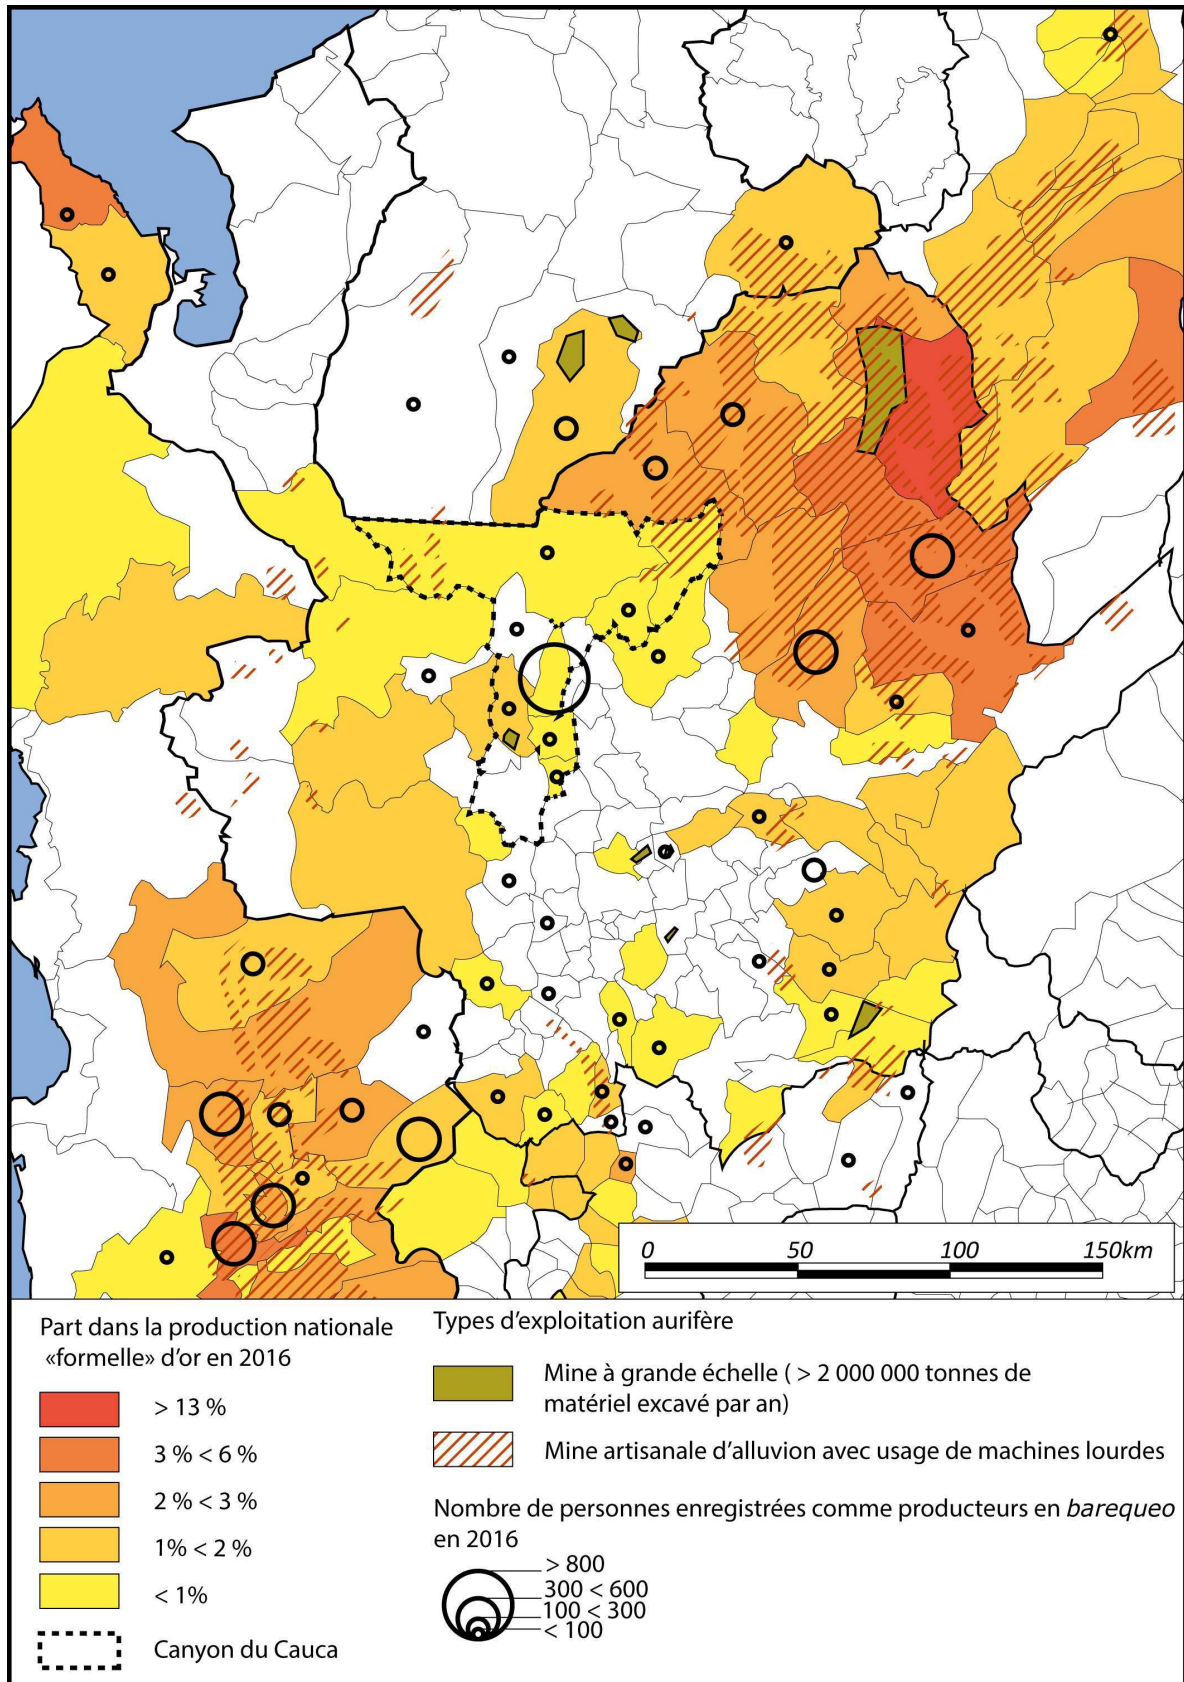 0 50 100 150km
Part dans la production nationale
«formelle» d'or en 2016
> 13 %
3 % < 6 %
2 % < 3 %
1% < 2 %
< 1%
Canyon du Cauca
Types d'exploitation aurifère
Mine à grande échelle ( > 2 000 000 tonnes de
matériel excavé par an)
Mine artisanale d'alluvion avec usage de machines lourdes
Nombre de personnes enregistrées comme producteurs en barequeo
en 2016
> 800
300 < 600
100 < 300
< 100